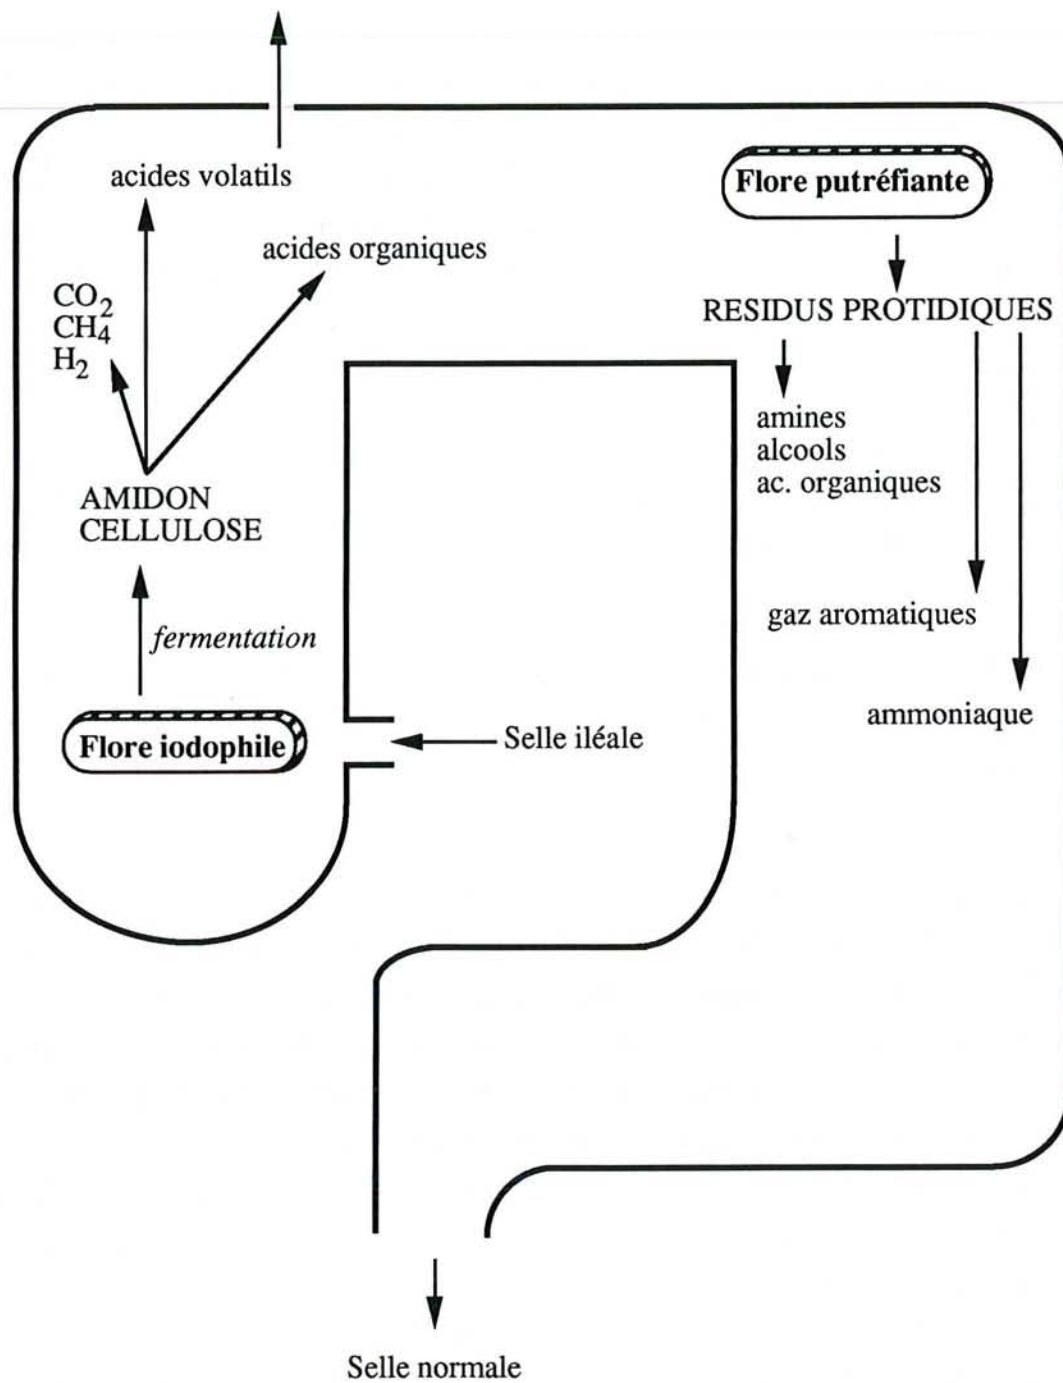 acides volatils
Flore putréfiante
acides organiques
CO2
CH4
H2
RESIDUS PROTIDIQUES
amines
alcools
ac. organiques
AMIDON
CELLULOSE
gaz aromatiques
fermentation
ammoniaque
Flore iodophile
Selle iléale
Selle normale